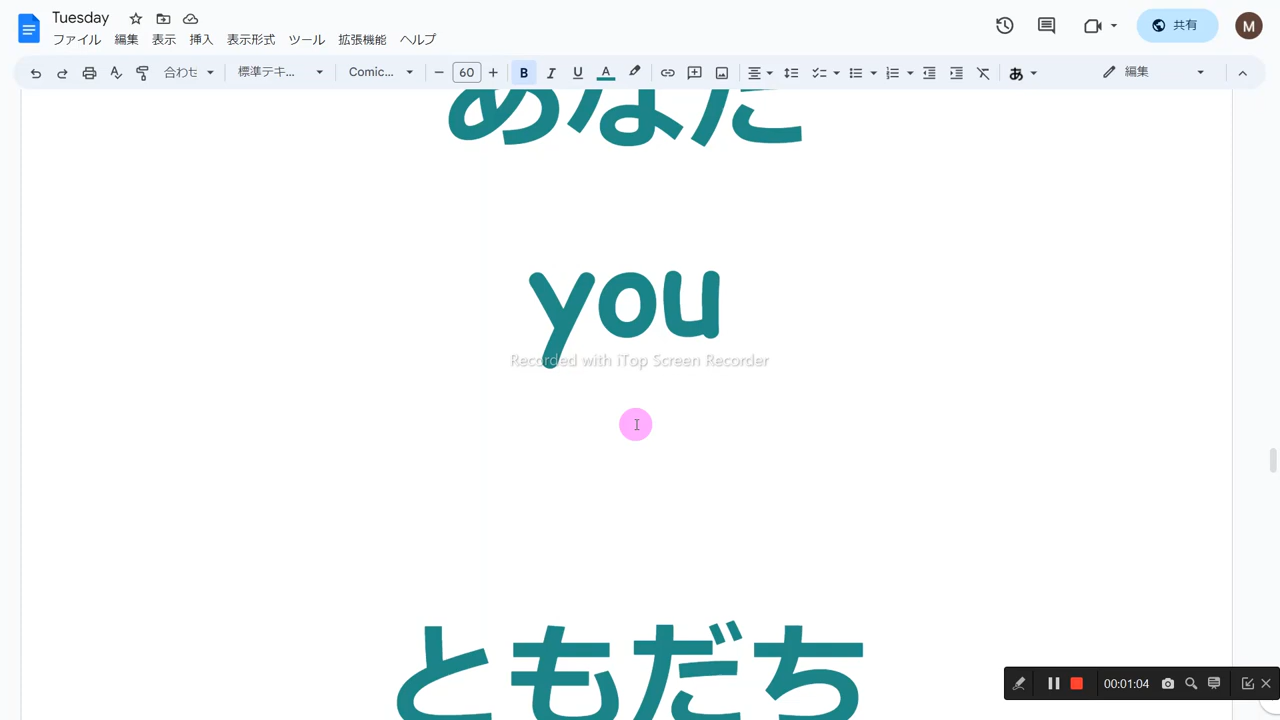 Tuesday
ファイル 編集 表示 挿入 表示形式 ツール 拡張機能 ヘルプ
共有
M
合わせ 標準テキ... Comic... 60 B I U A あ 編集
あなた
you
Recorded with iTop Screen Recorder
ともだち
00:01:04